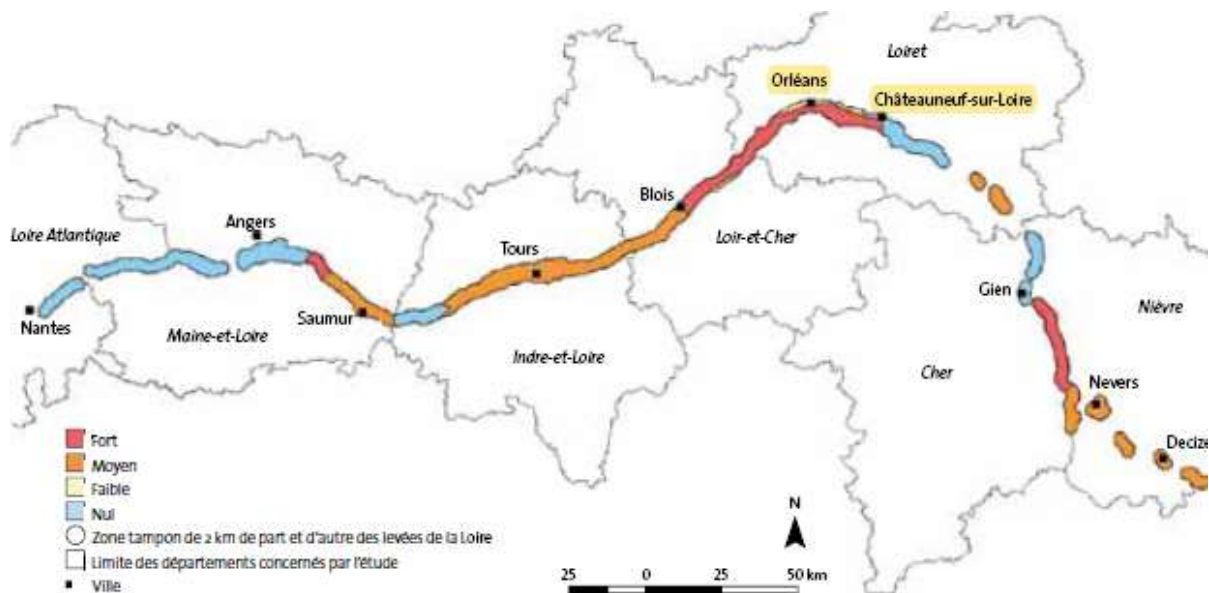 Loiret
Orléans
Châteauneuf-sur-Loire
Blois
Angers
Loire Atlantique
Tours
Loir-et-Cher
Gien
Nantes
Saumur
Nièvre
Maine-et-Loire
Indre-et-Loire
Cher
Nevers
Decize
Fort
Moyen
Faible
Nul
Zone tampon de 2 km de part et d'autre des levées de la Loire
Limite des départements concernés par l'étude
Ville
N
25 0 25 50 km